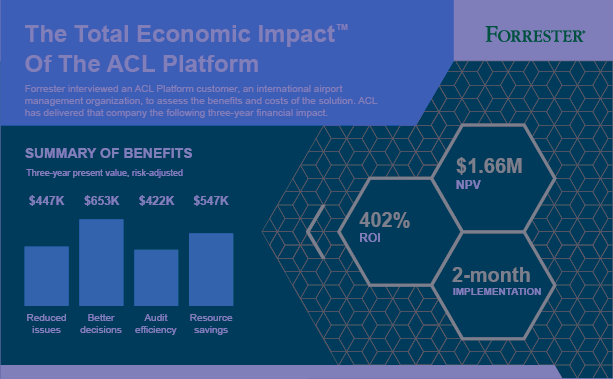 The Total Economic Impact™
Of The ACL Platform
FORRESTER®
Forrester interviewed an ACL Platform customer, an international airport
management organization, to assess the benefits and costs of the solution. ACL
has delivered that company the following three-year financial impact.
SUMMARY OF BENEFITS
Three-year present value, risk-adjusted
$447K $653K $422K $547K
Reduced issues
Better decisions
Audit efficiency
Resource savings
402%
ROI
$1.66M
NPV
2-month
IMPLEMENTATION